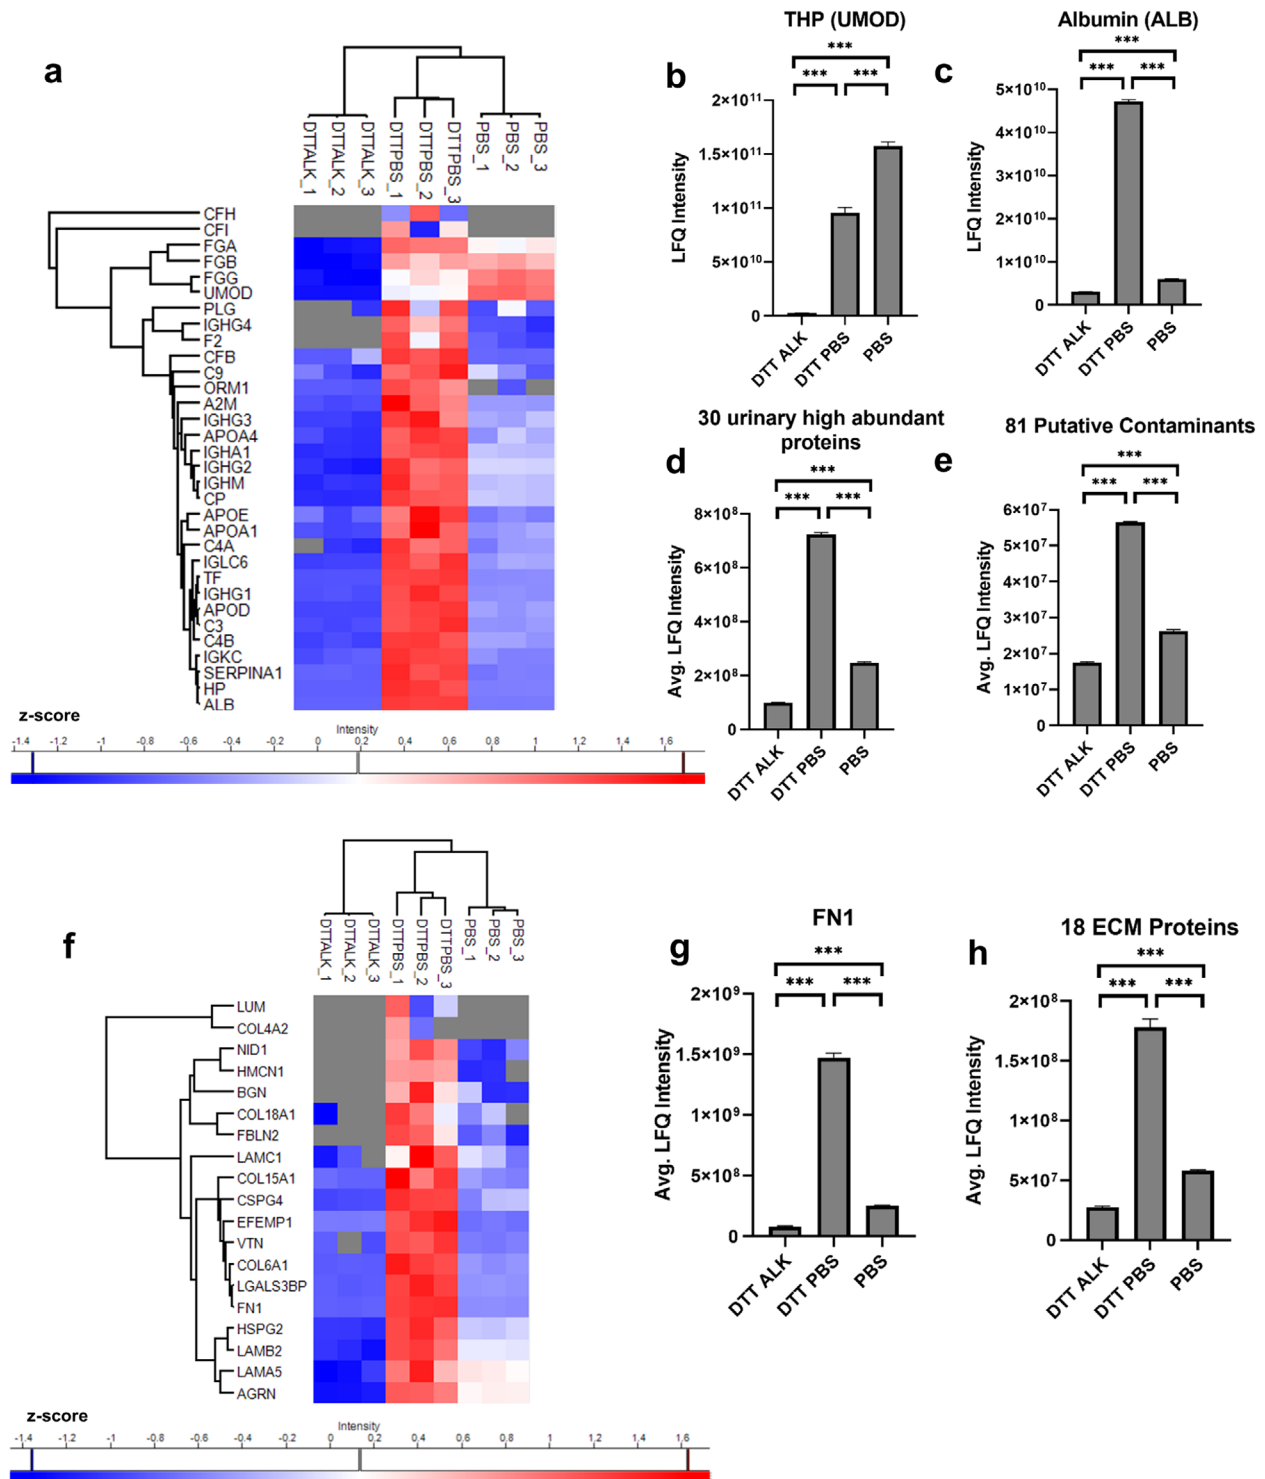 a
DTTALK_1
DTTALK_2
DTTALK_3
DTTPBS_1
DTTPBS_2
DTTPBS_3
PBS_1
PBS_2
PBS_3
CFH
CFI
FGA
FGB
FGG
UMOD
PLG
IGHG4
F2
CFB
C9
ORM1
A2M
IGHG3
APOA4
IGHA1
IGHG2
IGHM
CP
APOE
APOA1
C4A
IGLC6
TF
IGHG1
APOD
C3
C4B
IGKC
SERPINA1
HP
ALB
z-score
Intensity
-1.4 -1.2 -1 -0.8 -0.6 -0.4 -0.2 0 0.2 0.4 0.6 0.8 1 1.2 1.4 1.6
b
THP (UMOD)
***
*** ***
LFQ Intensity
2×10¹¹
1.5×10¹¹
1×10¹¹
5×10¹⁰
0
DTT ALK
DTT PBS
PBS
c
Albumin (ALB)
***
*** ***
LFQ Intensity
5×10¹⁰
4×10¹⁰
3×10¹⁰
2×10¹⁰
1×10¹⁰
0
DTT ALK
DTT PBS
PBS
d
30 urinary high abundant
proteins
***
*** ***
Avg. LFQ Intensity
8×10⁸
6×10⁸
4×10⁸
2×10⁸
0
DTT ALK
DTT PBS
PBS
e
81 Putative Contaminants
***
*** ***
Avg. LFQ Intensity
6×10⁷
5×10⁷
4×10⁷
3×10⁷
2×10⁷
1×10⁷
0
DTT ALK
DTT PBS
PBS
f
DTTALK_1
DTTALK_2
DTTALK_3
DTTPBS_1
DTTPBS_2
DTTPBS_3
PBS_1
PBS_2
PBS_3
LUM
COL4A2
NID1
HMCN1
BGN
COL18A1
FBLN2
LAMC1
COL15A1
CSPG4
EFEMP1
VTN
COL6A1
LGALS3BP
FN1
HSPG2
LAMB2
LAMA5
AGRN
z-score
Intensity
-1.4 -1.2 -1 -0.8 -0.6 -0.4 -0.2 0 0.2 0.4 0.6 0.8 1 1.2 1.4 1.6
g
FN1
***
*** ***
Avg. LFQ Intensity
2×10⁹
1.5×10⁹
1×10⁹
5×10⁸
0
DTT ALK
DTT PBS
PBS
h
18 ECM Proteins
***
*** ***
Avg. LFQ Intensity
2×10⁸
1.5×10⁸
1×10⁸
5×10⁷
0
DTT ALK
DTT PBS
PBS